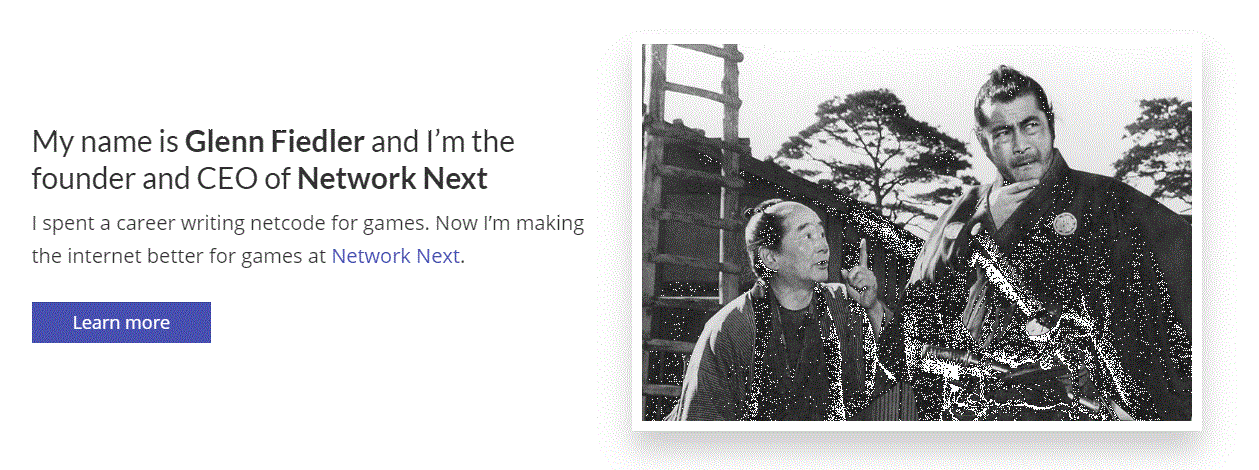 My name is Glenn Fiedler and I’m the
founder and CEO of Network Next
I spent a career writing netcode for games. Now I’m making
the internet better for games at Network Next.
Learn more